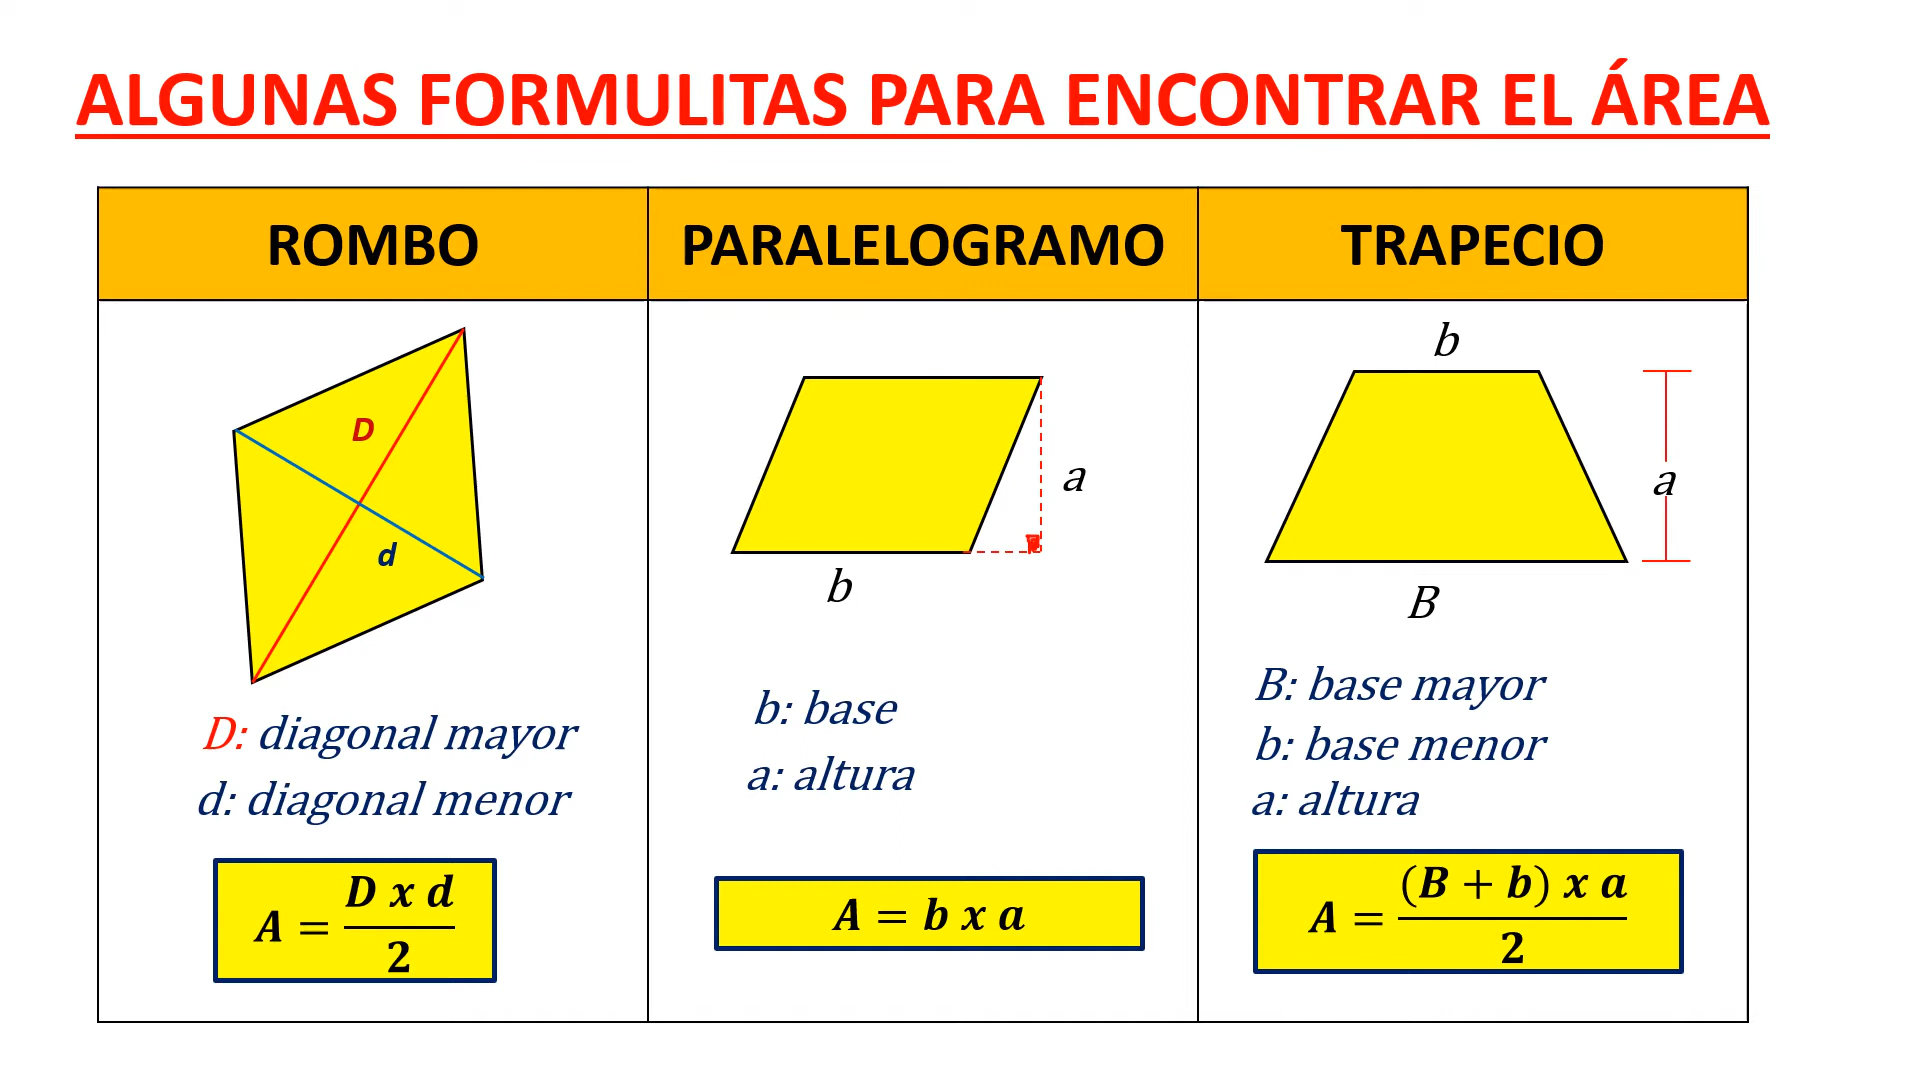 ALGUNAS FORMULITAS PARA ENCONTRAR EL ÁREA
ROMBO
D
d
D: diagonal mayor
d: diagonal menor
A = D x d / 2
PARALELOGRAMO
a
b
b: base
a: altura
A = b x a
TRAPECIO
b
a
B
B: base mayor
b: base menor
a: altura
A = (B + b) x a / 2